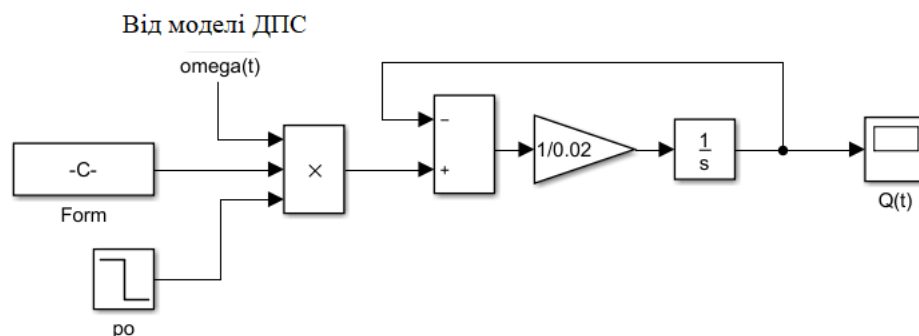 Від моделі ДПС
omega(t)
-C-
Form
×
−
+
1/0.02
1
s
Q(t)
po